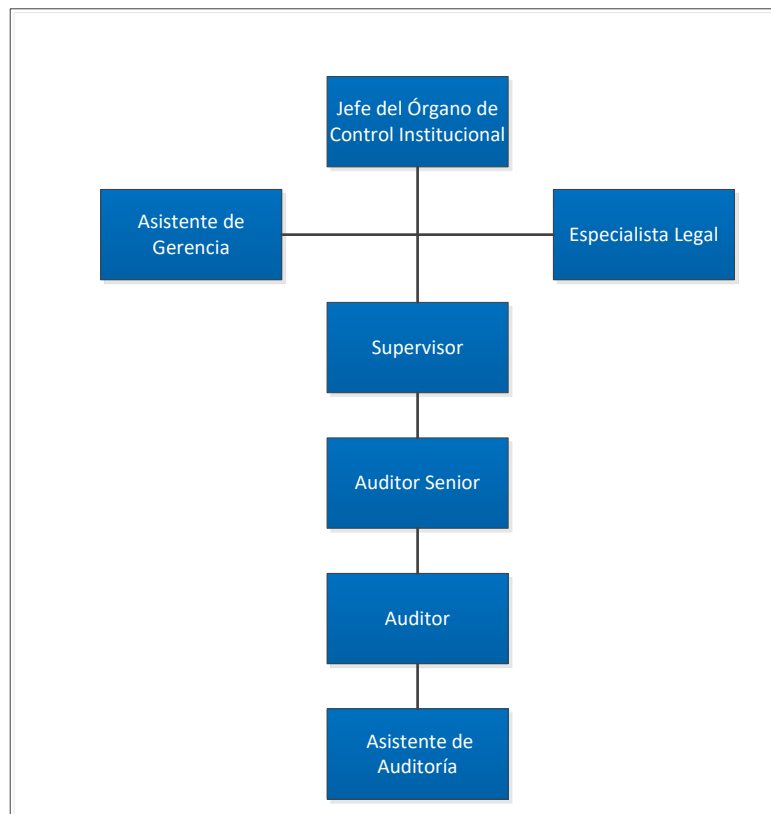 Jefe del Órgano de
Control Institucional
Asistente de
Gerencia
Especialista Legal
Supervisor
Auditor Senior
Auditor
Asistente de
Auditoría